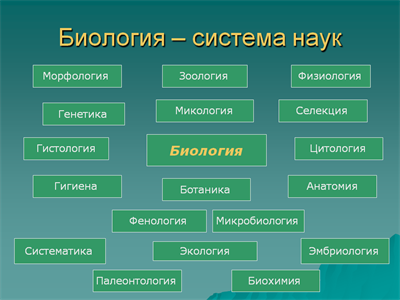 Биология – система наук
Морфология
Зоология
Физиология
Генетика
Микология
Селекция
Гистология
Биология
Цитология
Гигиена
Ботаника
Анатомия
Фенология
Микробиология
Систематика
Экология
Эмбриология
Палеонтология
Биохимия